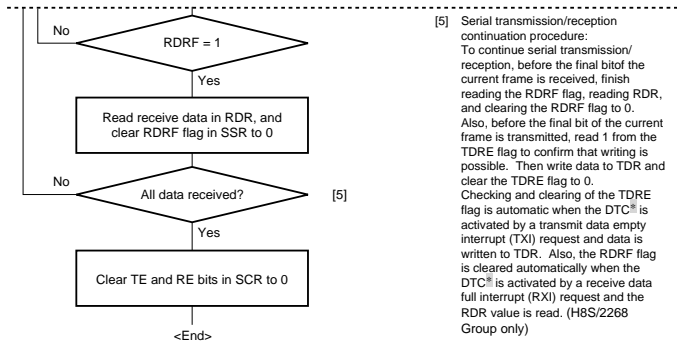 No
RDRF = 1
Yes
Read receive data in RDR, and
clear RDRF flag in SSR to 0
No
All data received?
[5]
Yes
Clear TE and RE bits in SCR to 0
<End>
[5] Serial transmission/reception
continuation procedure:
To continue serial transmission/
reception, before the final bitof the
current frame is received, finish
reading the RDRF flag, reading RDR,
and clearing the RDRF flag to 0.
Also, before the final bit of the current
frame is transmitted, read 1 from the
TDRE flag to confirm that writing is
possible. Then write data to TDR and
clear the TDRE flag to 0.
Checking and clearing of the TDRE
flag is automatic when the DTC* is
activated by a transmit data empty
interrupt (TXI) request and data is
written to TDR. Also, the RDRF flag
is cleared automatically when the
DTC* is activated by a receive data
full interrupt (RXI) request and the
RDR value is read. (H8S/2268
Group only)